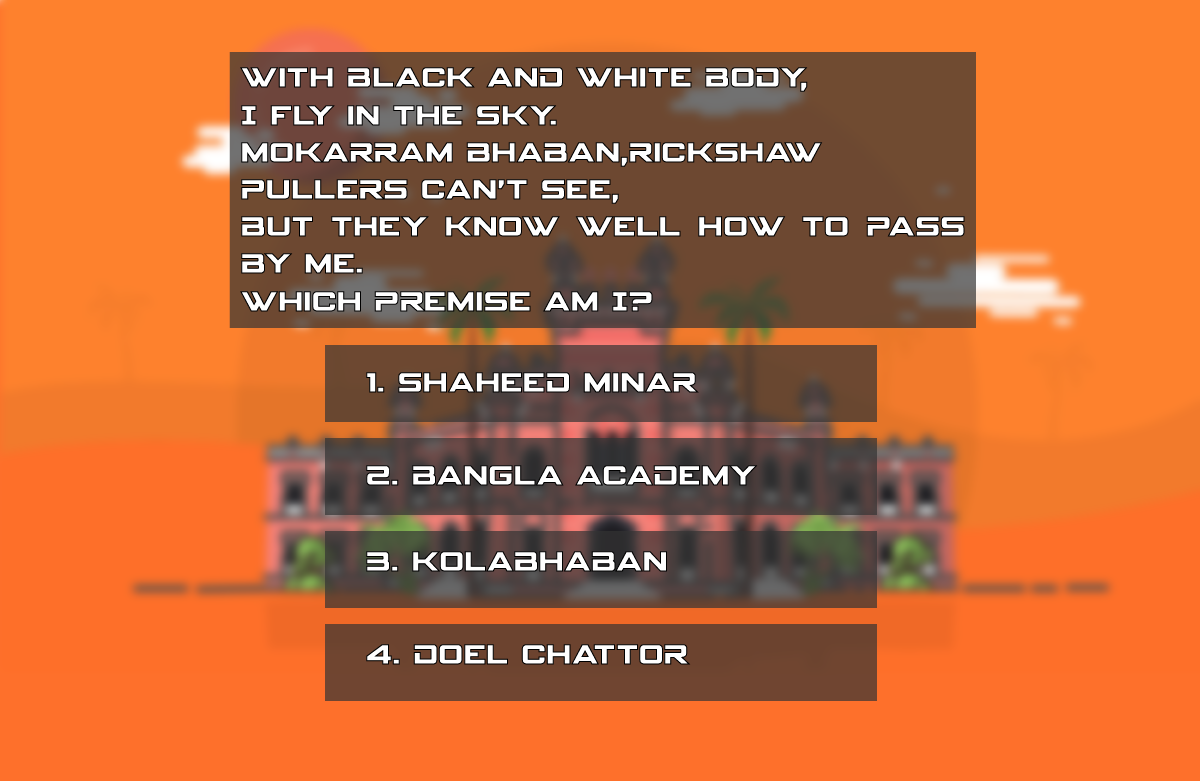 WITH BLACK AND WHITE BODY,
I FLY IN THE SKY.
MOKARRAM BHABAN,RICKSHAW
PULLERS CAN'T SEE,
BUT THEY KNOW WELL HOW TO PASS
BY ME.
WHICH PREMISE AM I?
1. SHAHEED MINAR
2. BANGLA ACADEMY
3. KOLABHABAN
4. DOEL CHATTOR